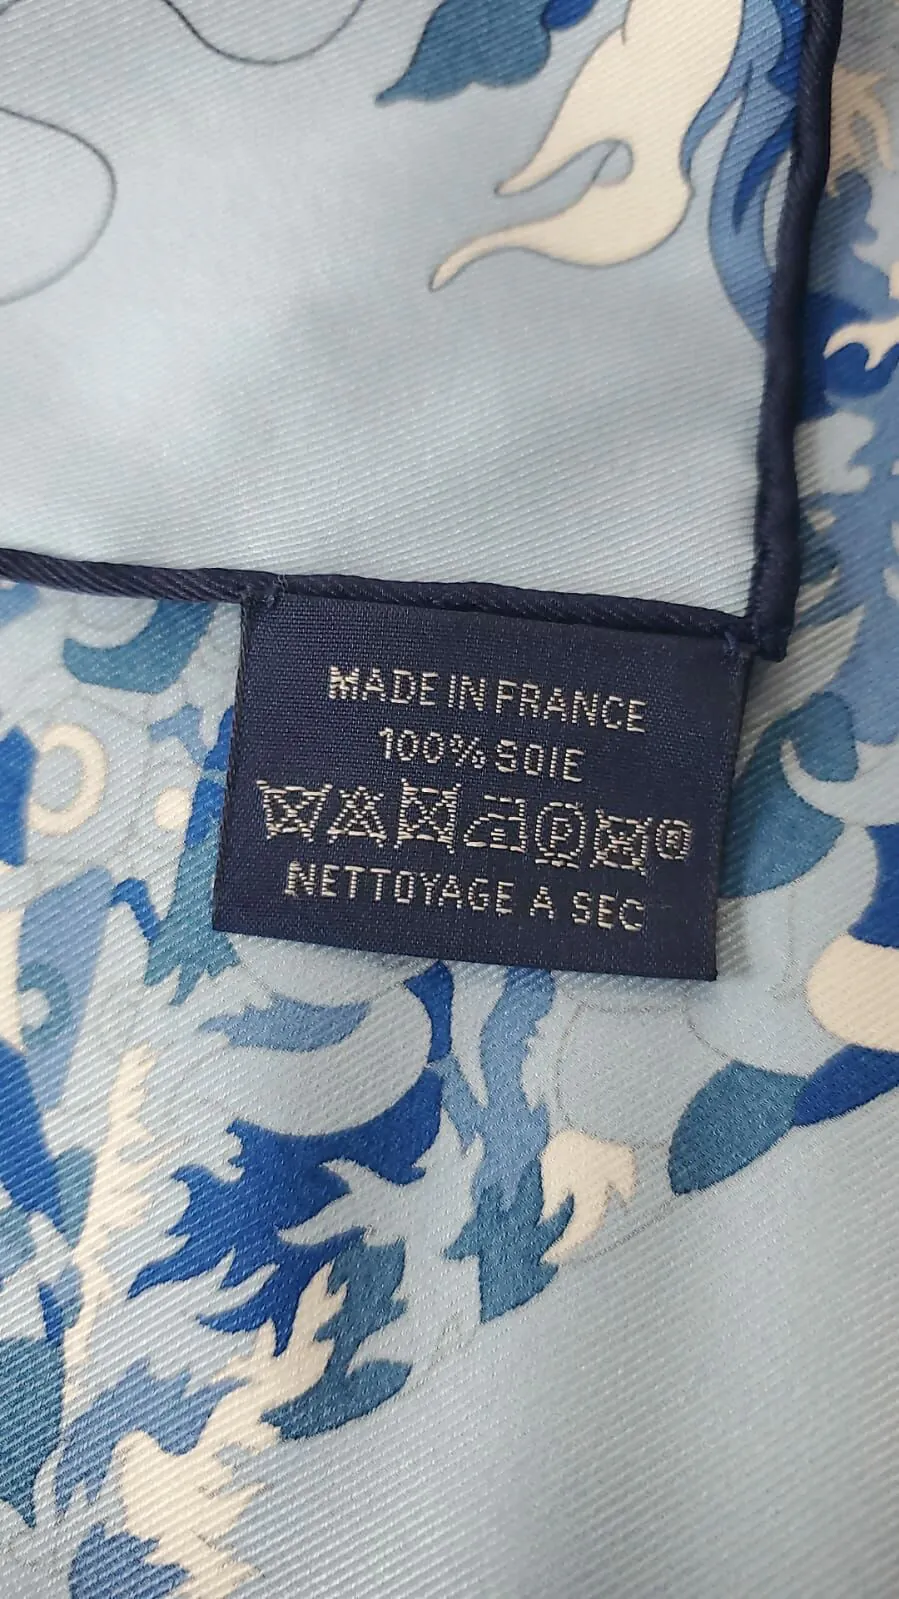 MADE IN FRANCE
100% SOIE
P ®
NETTOYAGE A SEC